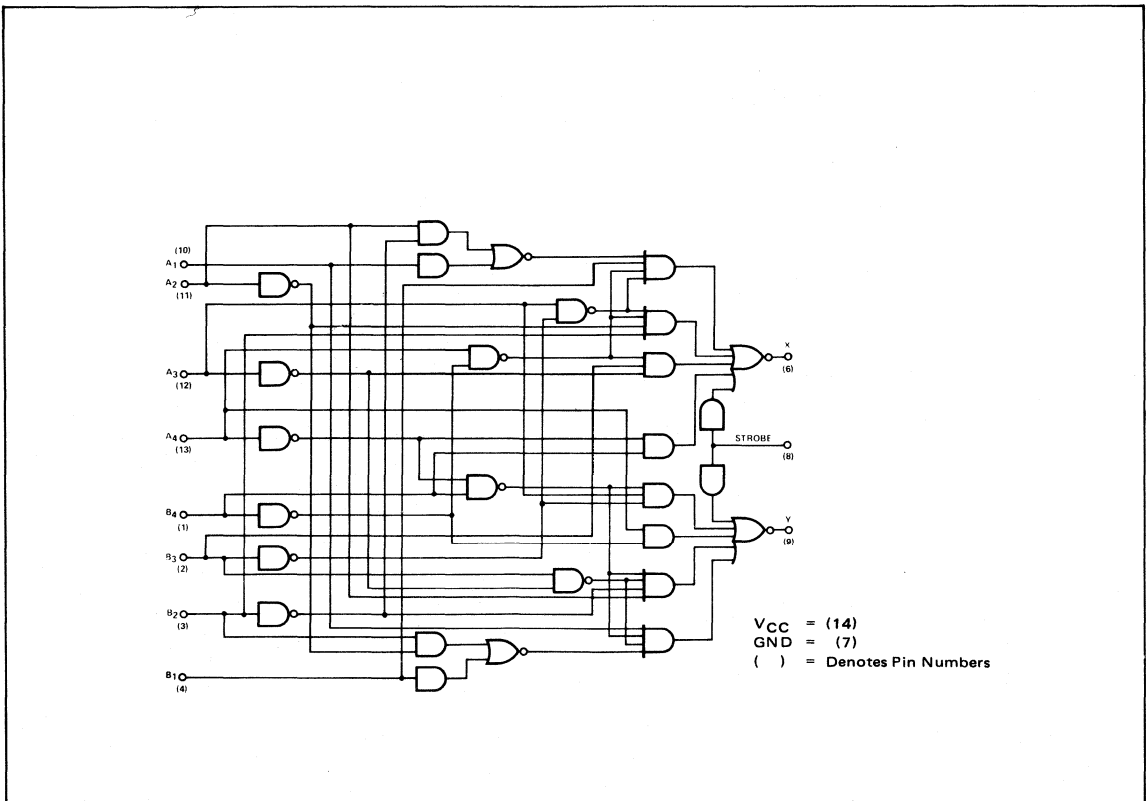 (10)
A1
A2
(11)
A3
(12)
A4
(13)
B4
(1)
B3
(2)
B2
(3)
B1
(4)
X
(6)
STROBE
(8)
Y
(9)
VCC = (14)
GND = (7)
( ) = Denotes Pin Numbers